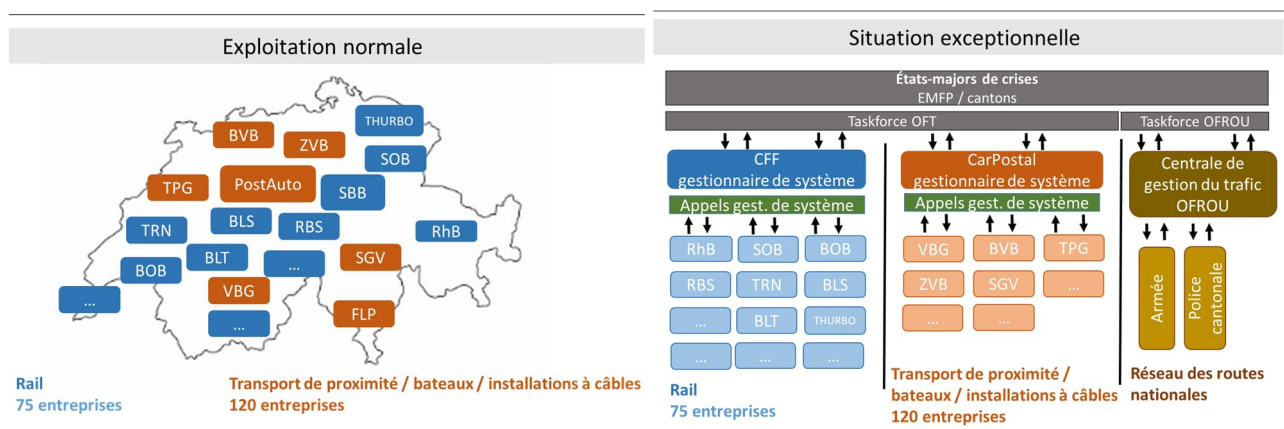 Exploitation normale
THURBO
BVB
ZVB
SOB
TPG
PostAuto
SBB
TRN
BLS
RBS
RhB
BOB
BLT
...
SGV
...
VBG
FLP
...
Rail
75 entreprises
Transport de proximité / bateaux / installations à câbles
120 entreprises
Situation exceptionnelle
États-majors de crises
EMFP / cantons
Taskforce OFT
Taskforce OFROU
CFF
gestionnaire de système
Appels gest. de système
RhB SOB BOB
RBS TRN BLS
... BLT THURBO
... ... ...
Rail
75 entreprises
CarPostal
gestionnaire de système
Appels gest. de système
VBG BVB TPG
ZVB SGV ...
... ...
Transport de proximité /
bateaux / installations à câbles
120 entreprises
Centrale de
gestion du trafic
OFROU
Armée
Police
cantonale
Réseau des routes
nationales